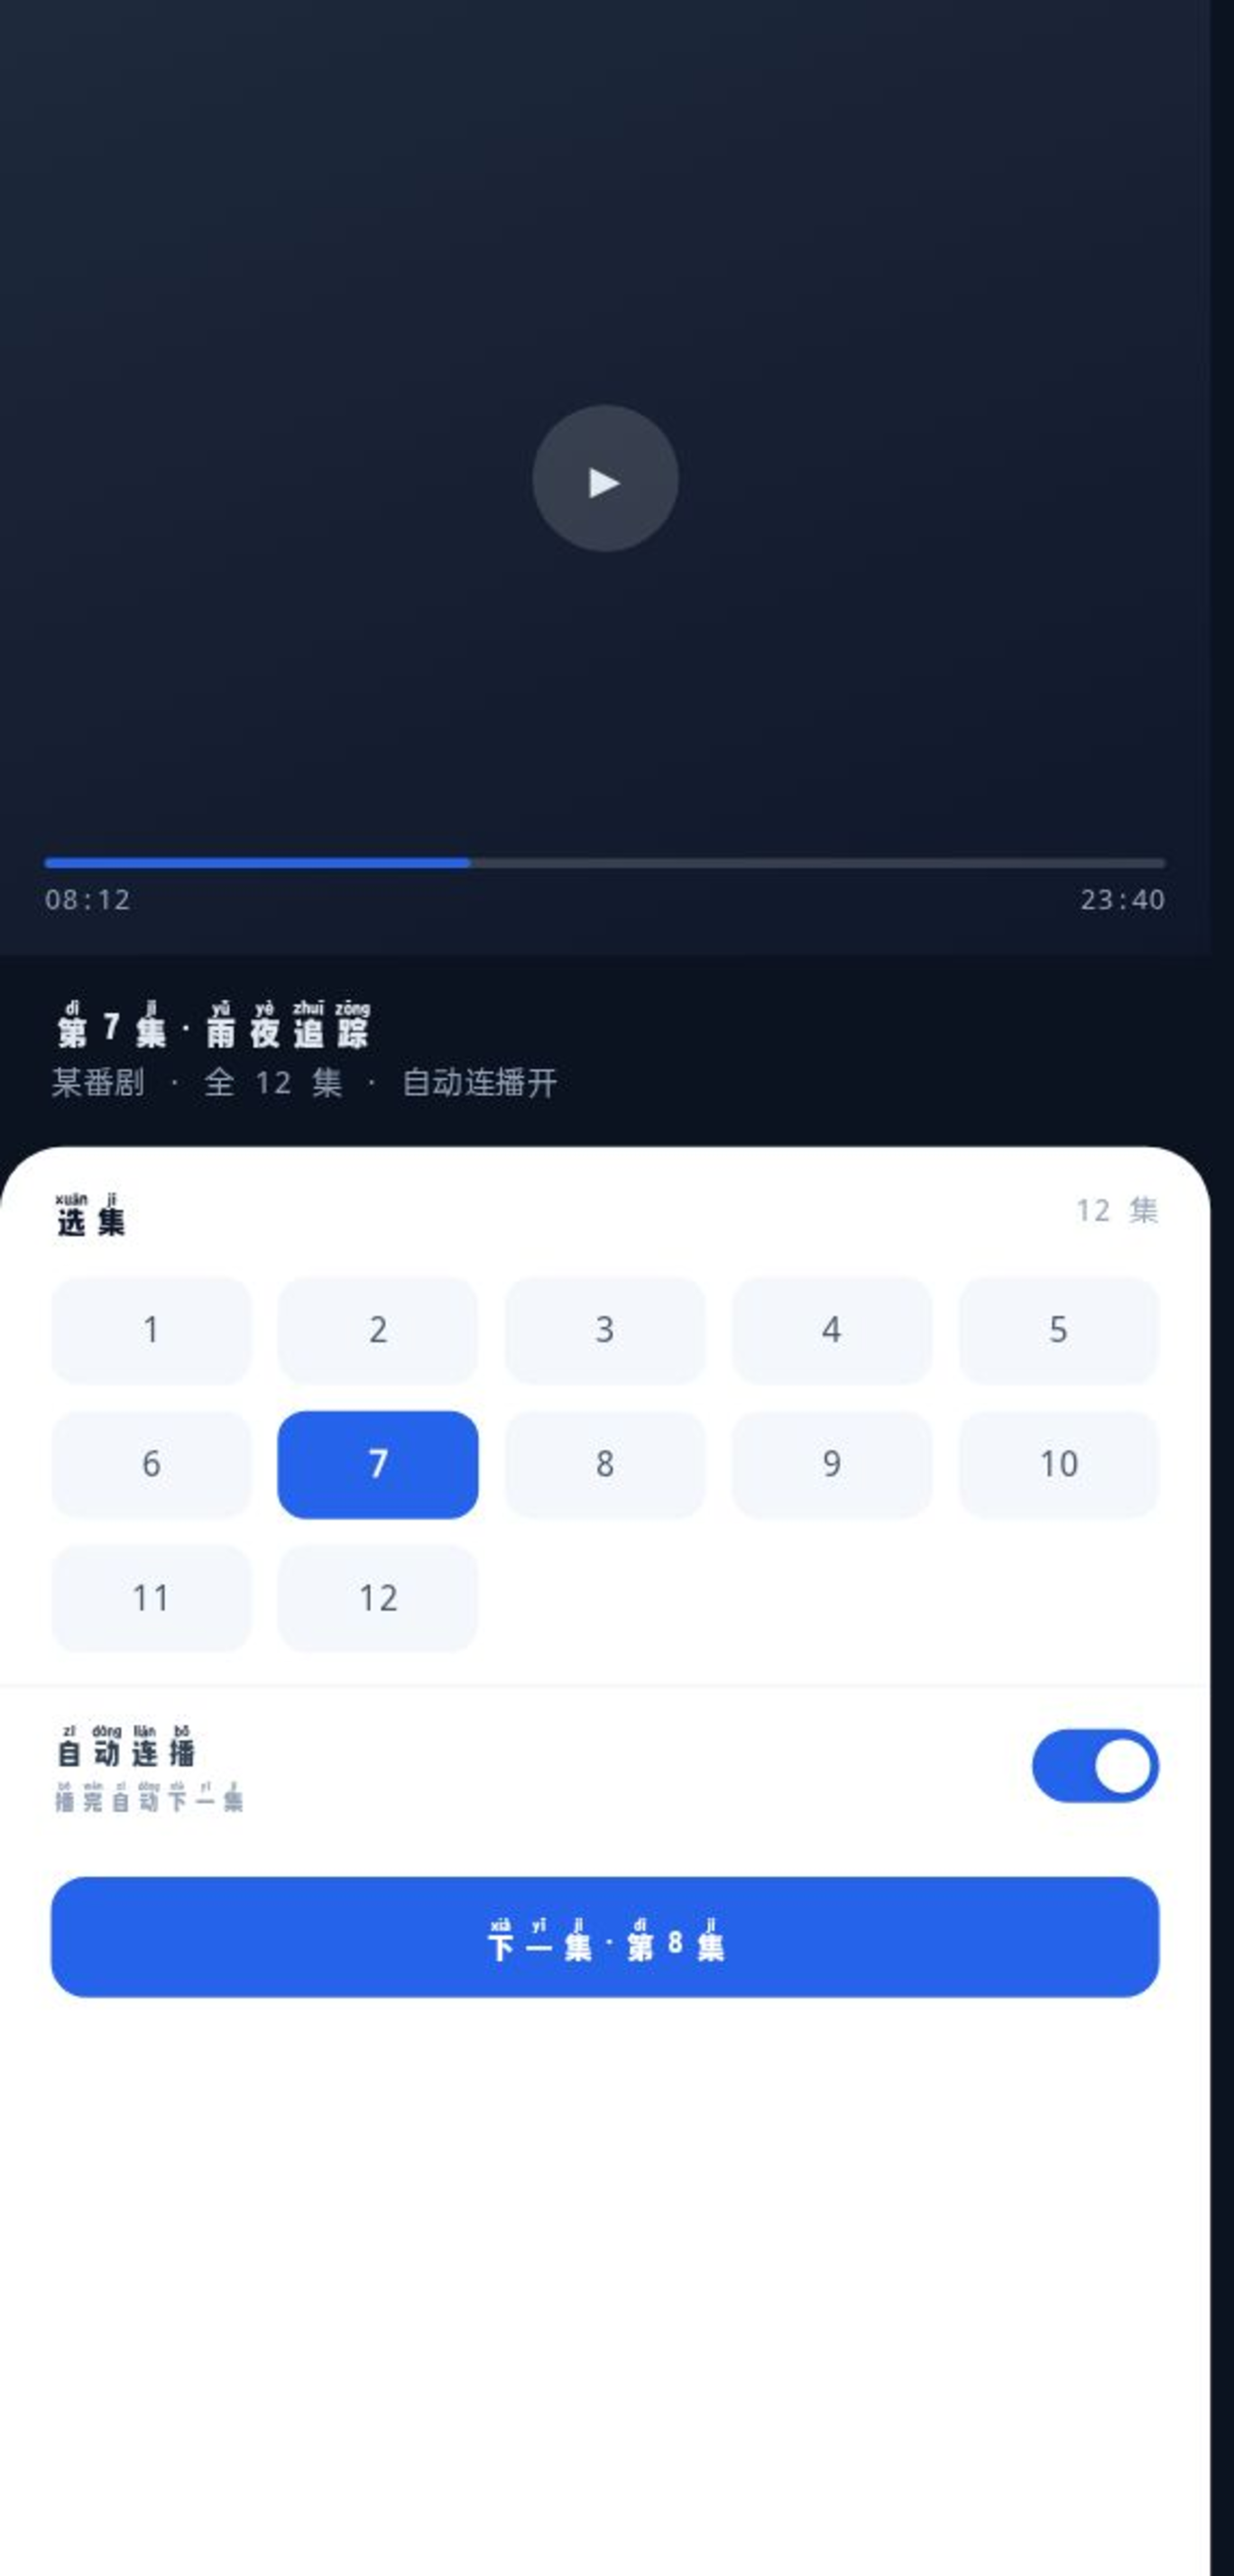 08:12
23:40
第 7 集 · 雨夜追踪
某番剧 · 全 12 集 · 自动连播开
选集
12 集
1 2 3 4 5
6 7 8 9 10
11 12
自动连播
播完自动下一集
下一集 · 第 8 集